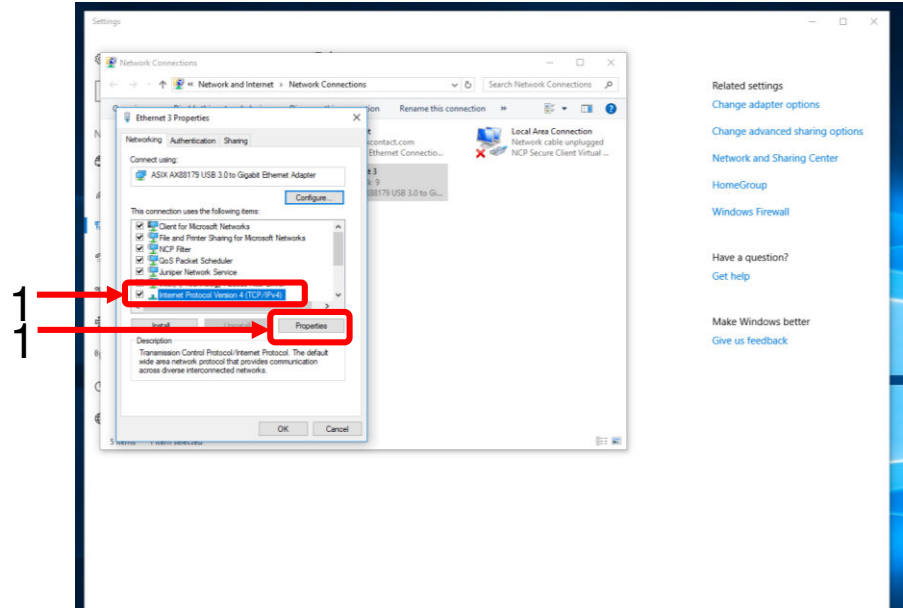 Settings
Network Connections
« Network and Internet › Network Connections
Search Network Connections
Rename this connection »
Ethernet 3 Properties
Networking Authentication Sharing
Connect using:
ASIX AX88179 USB 3.0 to Gigabit Ethernet Adapter
Configure...
This connection uses the following items:
Client for Microsoft Networks
File and Printer Sharing for Microsoft Networks
NCP Filter
QoS Packet Scheduler
Juniper Network Service
Internet Protocol Version 4 (TCP/IPv4)
Install
Properties
Description
Transmission Control Protocol/Internet Protocol. The default
wide area network protocol that provides communication
across diverse interconnected networks.
OK Cancel
Ethernet Connectio...
USB 3.0 to Gi...
Local Area Connection
Network cable unplugged
NCP Secure Client Virtual ...
1
1
Related settings
Change adapter options
Change advanced sharing options
Network and Sharing Center
HomeGroup
Windows Firewall
Have a question?
Get help
Make Windows better
Give us feedback